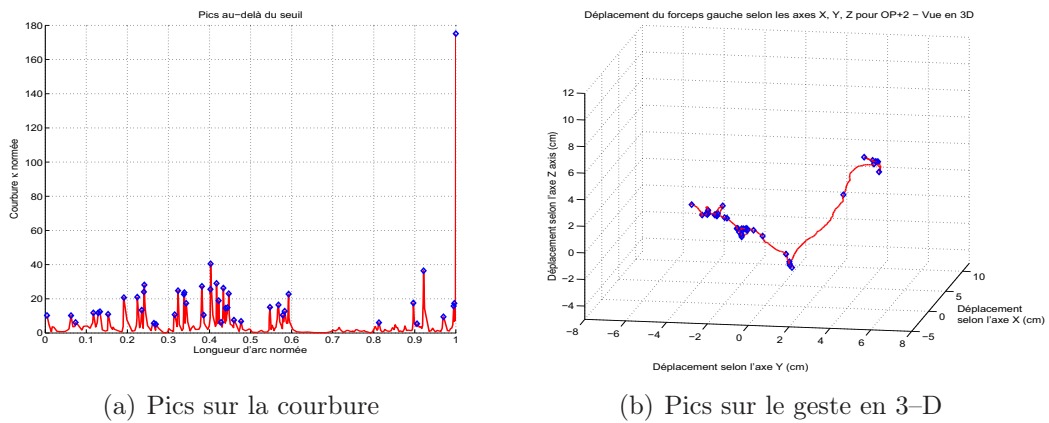 Pics au−delà du seuil
180
160
140
120
100
80
60
40
20
0
Courbure κ normée
0 0.1 0.2 0.3 0.4 0.5 0.6 0.7 0.8 0.9 1
Longueur d'arc normée
(a) Pics sur la courbure
Déplacement du forceps gauche selon les axes X, Y, Z pour OP+2 − Vue en 3D
12
10
8
6
4
2
0
−2
−4
Déplacement selon l'axe Z axis (cm)
−8 −6 −4 −2 0 2 4 6 8
Déplacement selon l'axe Y (cm)
−5 0 5 10
Déplacement
selon l'axe X (cm)
(b) Pics sur le geste en 3–D